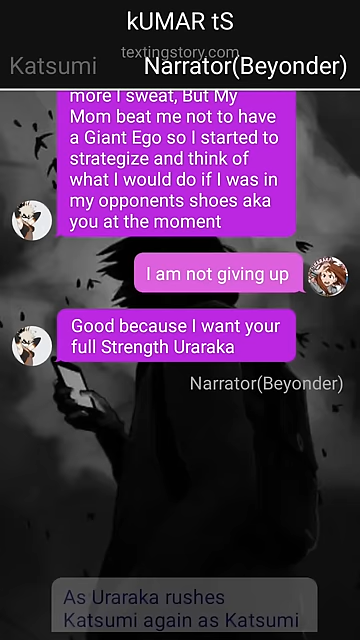 kUMAR tS
textingstory.com
Katsumi Narrator(Beyonder)
more I sweat, But My
Mom beat me not to have
a Giant Ego so I started to
strategize and think of
what I would do if I was in
my opponents shoes aka
you at the moment
I am not giving up
Good because I want your
full Strength Uraraka
Narrator(Beyonder)
As Uraraka rushes
Katsumi again as Katsumi